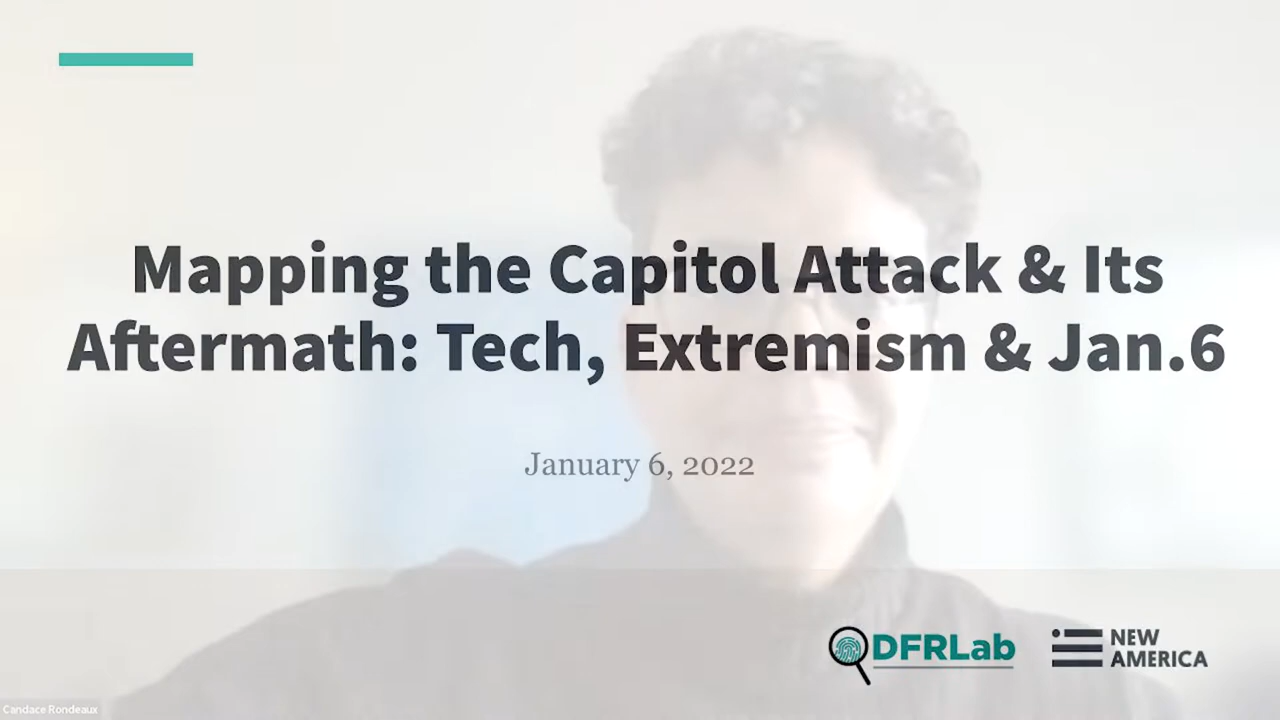 Mapping the Capitol Attack & Its
Aftermath: Tech, Extremism & Jan.6
January 6, 2022
DFRLab
NEW
AMERICA
Candace Rondeaux